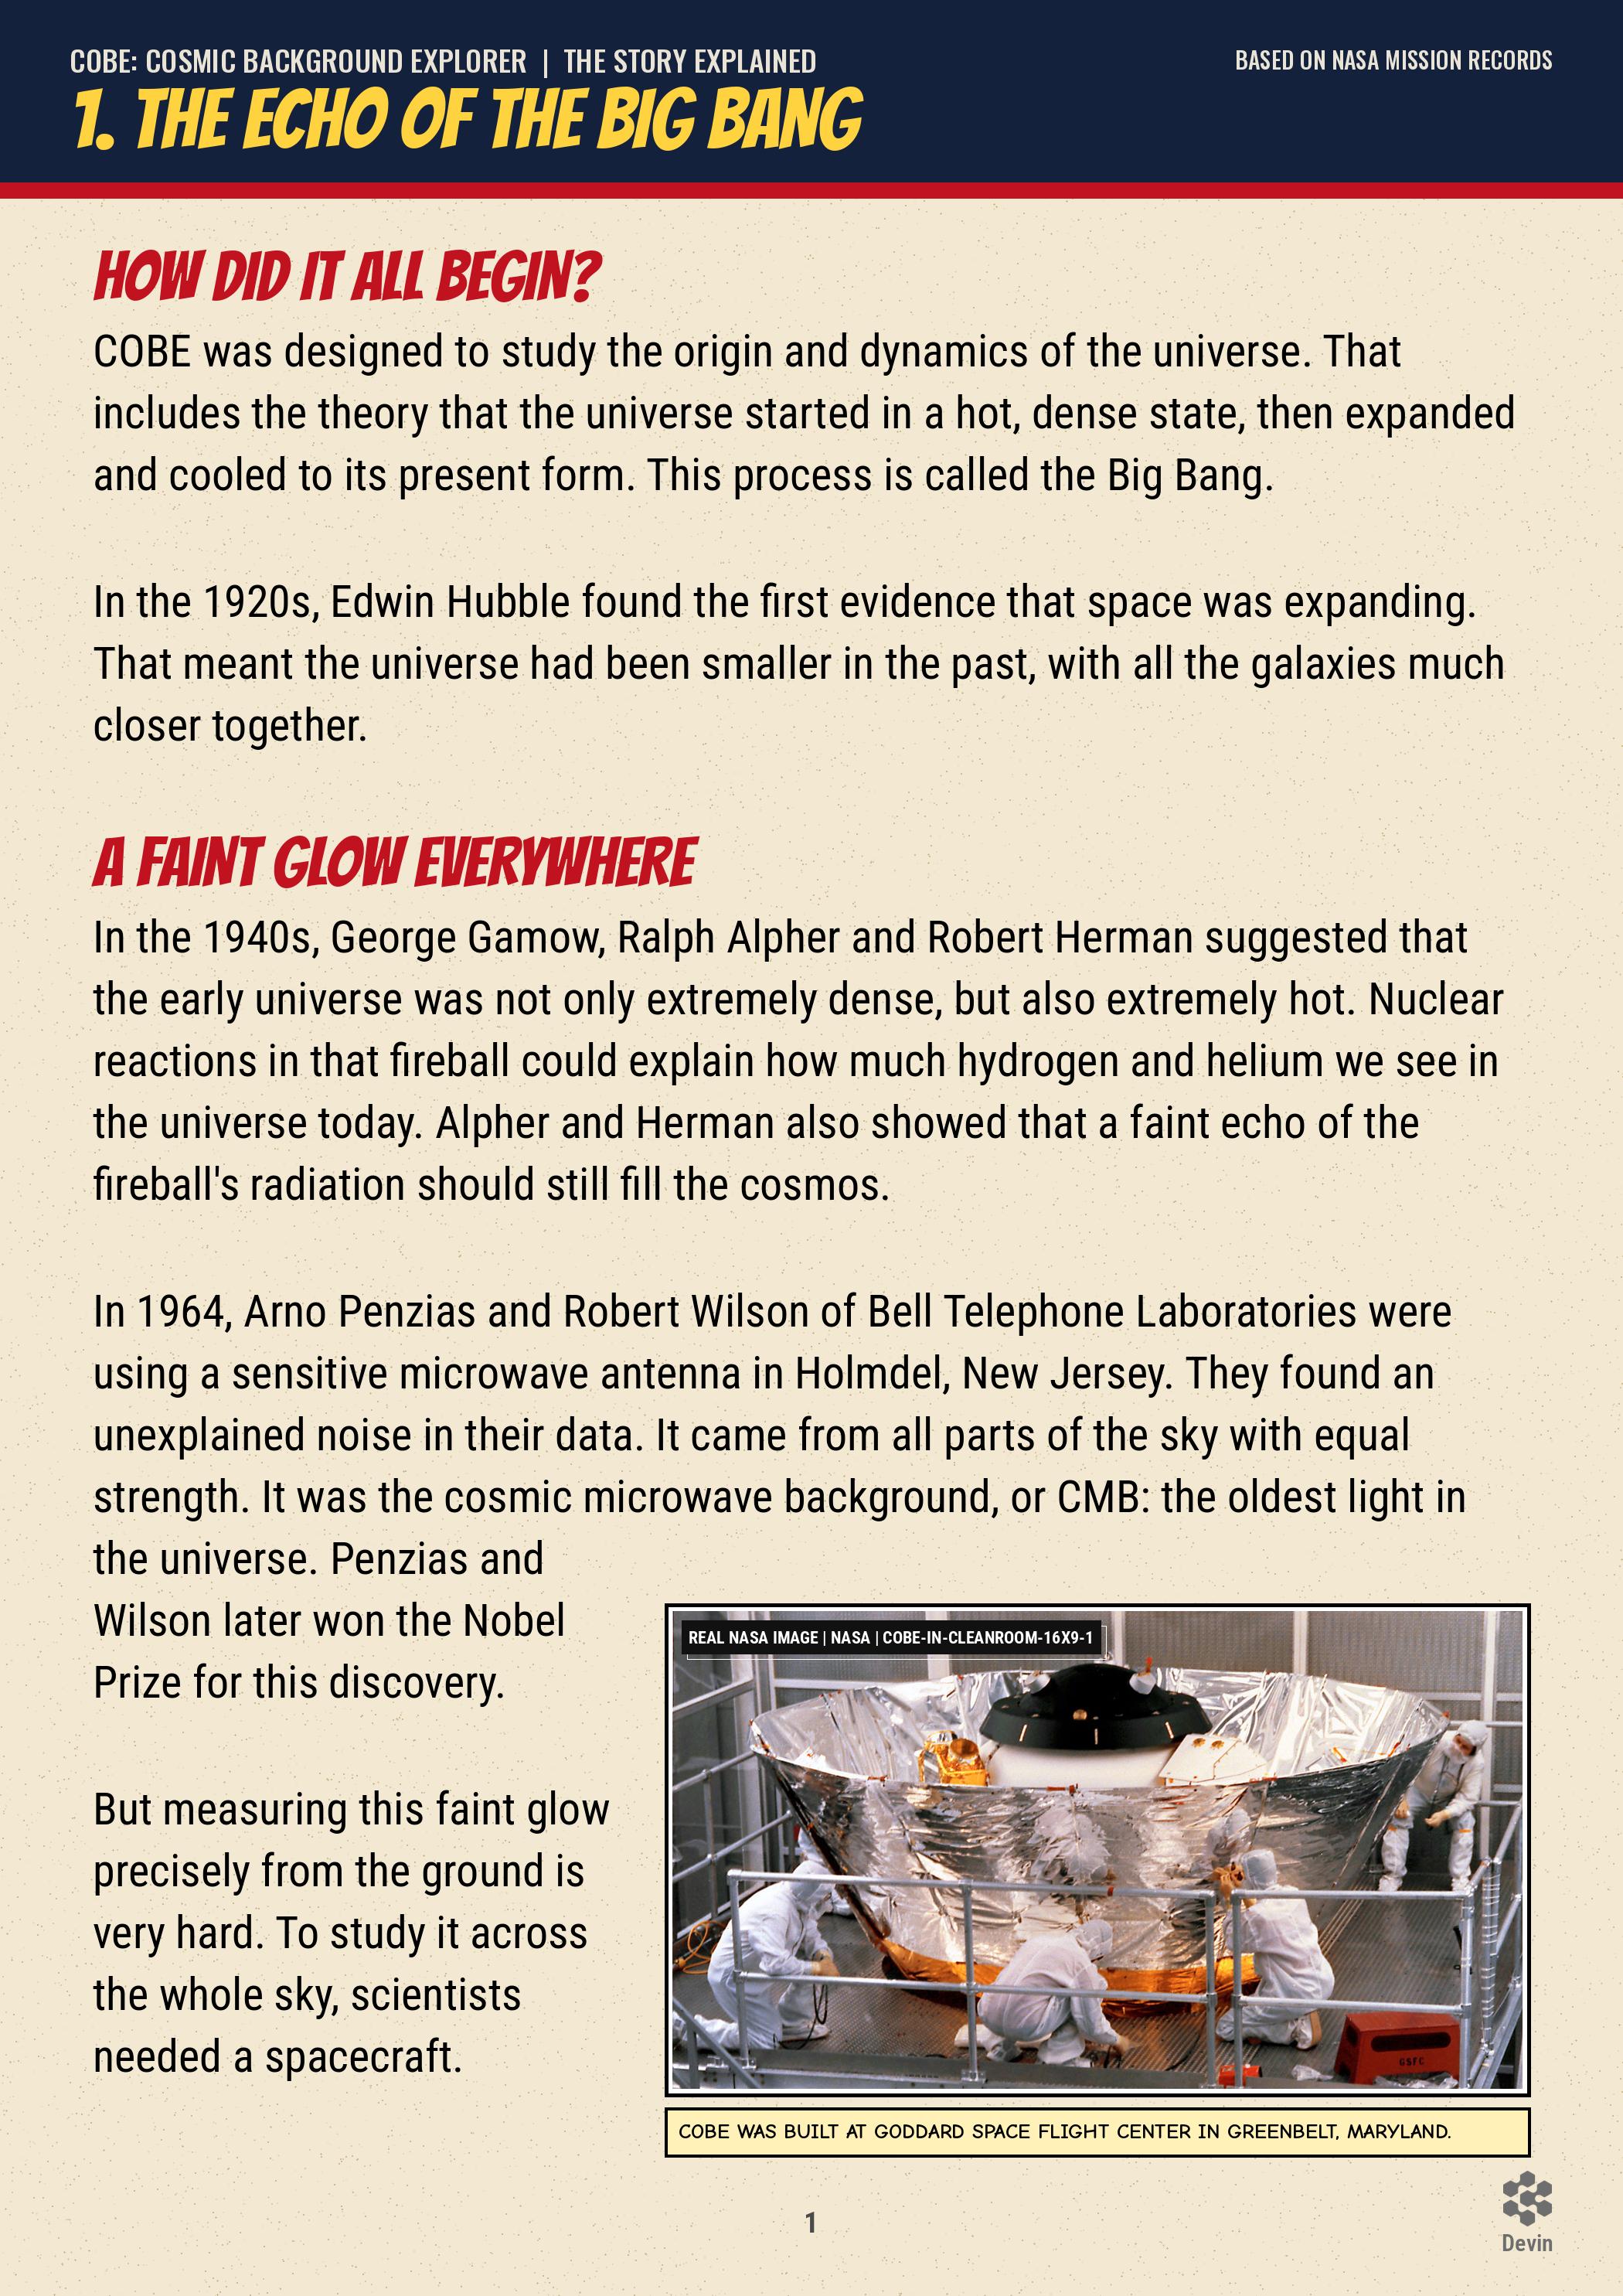 COBE: COSMIC BACKGROUND EXPLORER | THE STORY EXPLAINED
BASED ON NASA MISSION RECORDS
1. THE ECHO OF THE BIG BANG
HOW DID IT ALL BEGIN?
COBE was designed to study the origin and dynamics of the universe. That
includes the theory that the universe started in a hot, dense state, then expanded
and cooled to its present form. This process is called the Big Bang.
In the 1920s, Edwin Hubble found the first evidence that space was expanding.
That meant the universe had been smaller in the past, with all the galaxies much
closer together.
A FAINT GLOW EVERYWHERE
In the 1940s, George Gamow, Ralph Alpher and Robert Herman suggested that
the early universe was not only extremely dense, but also extremely hot. Nuclear
reactions in that fireball could explain how much hydrogen and helium we see in
the universe today. Alpher and Herman also showed that a faint echo of the
fireball's radiation should still fill the cosmos.
In 1964, Arno Penzias and Robert Wilson of Bell Telephone Laboratories were
using a sensitive microwave antenna in Holmdel, New Jersey. They found an
unexplained noise in their data. It came from all parts of the sky with equal
strength. It was the cosmic microwave background, or CMB: the oldest light in
the universe. Penzias and
Wilson later won the Nobel
Prize for this discovery.
But measuring this faint glow
precisely from the ground is
very hard. To study it across
the whole sky, scientists
needed a spacecraft.
REAL NASA IMAGE | NASA | COBE-IN-CLEANROOM-16X9-1
GSFC
COBE WAS BUILT AT GODDARD SPACE FLIGHT CENTER IN GREENBELT, MARYLAND.
1
Devin